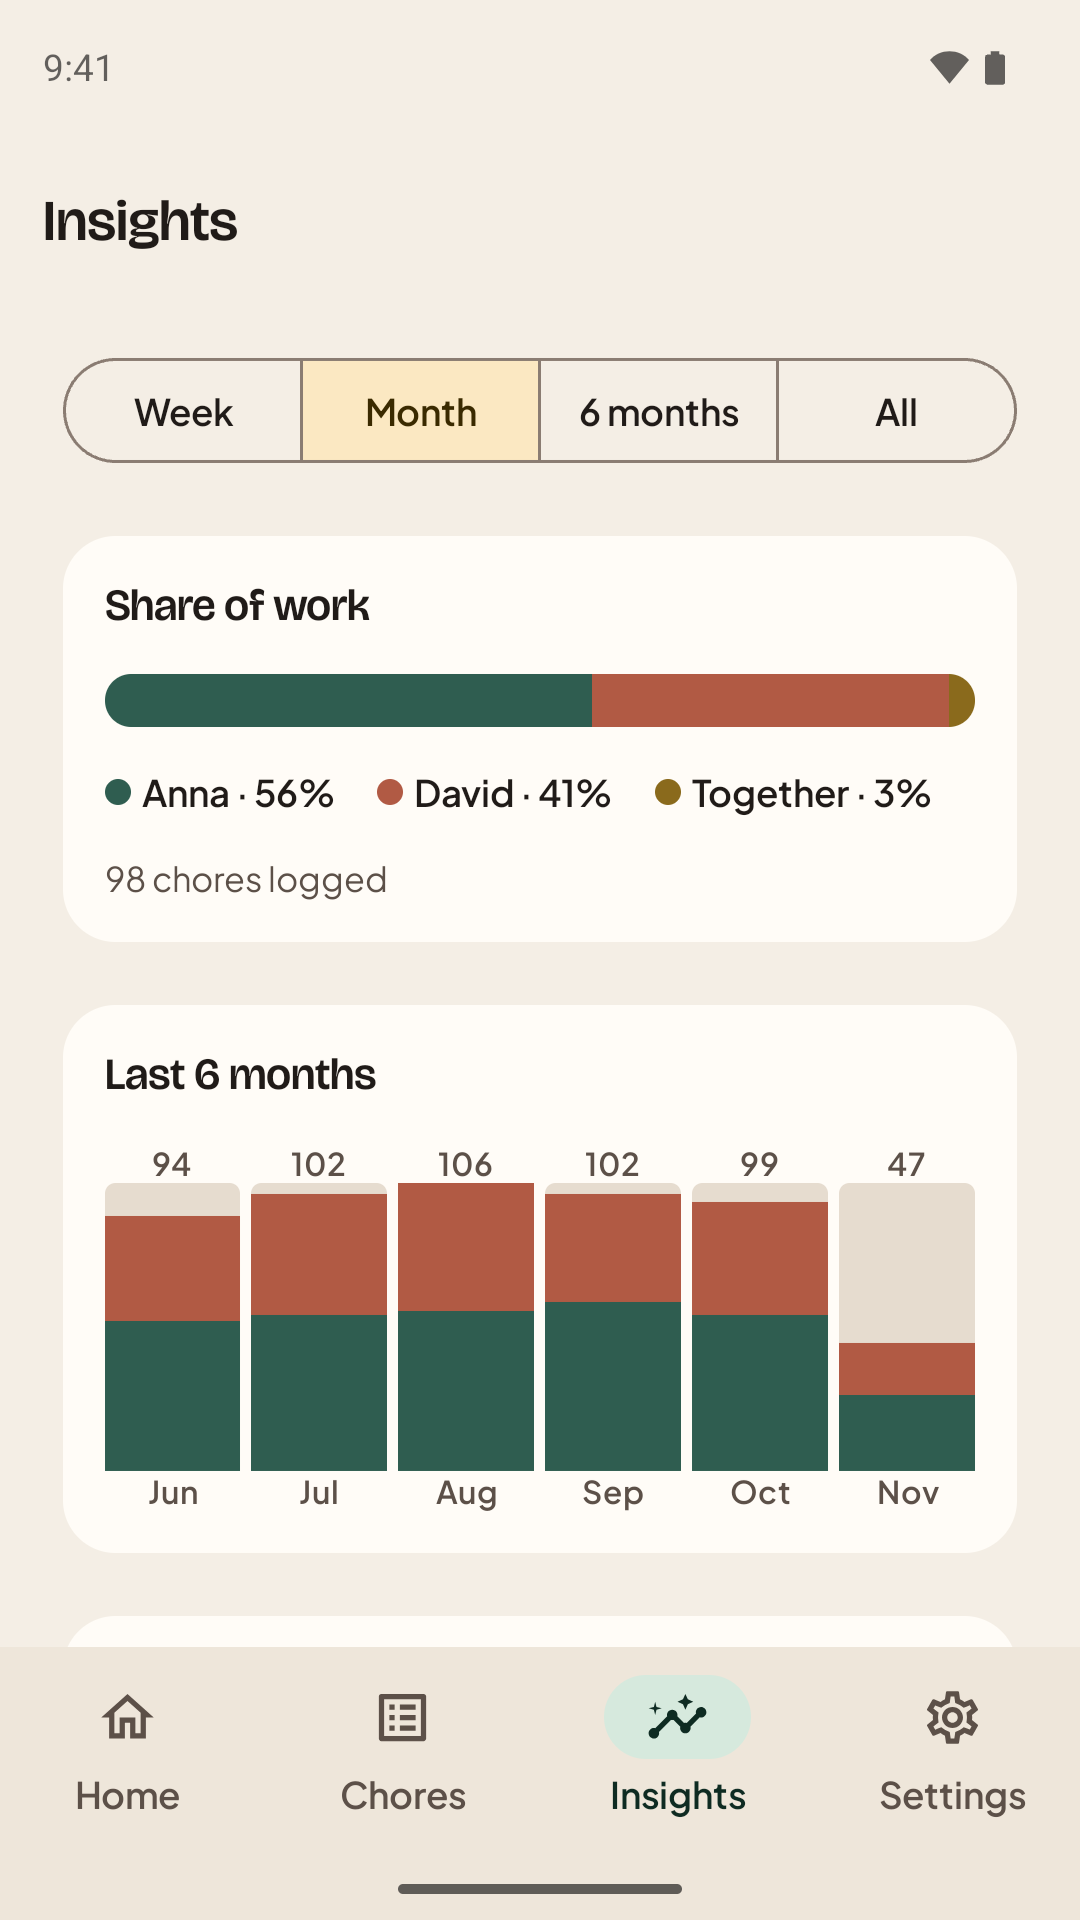 9:41
Insights
Week Month 6 months All
Share of work
Anna · 56% David · 41% Together · 3%
98 chores logged
Last 6 months
94 102 106 102 99 47
Jun Jul Aug Sep Oct Nov
Home Chores Insights Settings